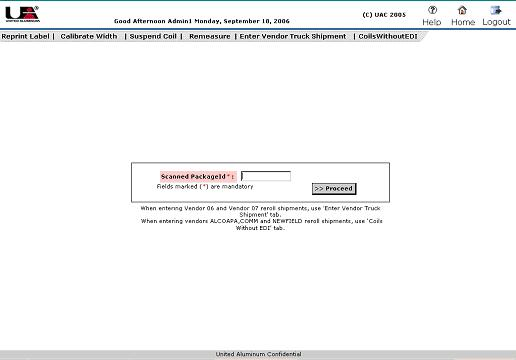 UA
UNITED ALUMINUM
Good Afternoon Admin1 Monday, September 18, 2006
(C) UAC 2005
Help
Home
Logout
Reprint Label | Calibrate Width | Suspend Coil | Remeasure | Enter Vendor Truck Shipment | CoilsWithoutEDI
Scanned PackageId * :
Fields marked (*) are mandatory
>> Proceed
When entering Vendor 06 and Vendor 07 reroll shipments, use 'Enter Vendor Truck
Shipment' tab.
When entering vendors ALCOAPA,COMM and NEWFIELD reroll shipments, use 'Coils
Without EDI' tab.
United Aluminum Confidential